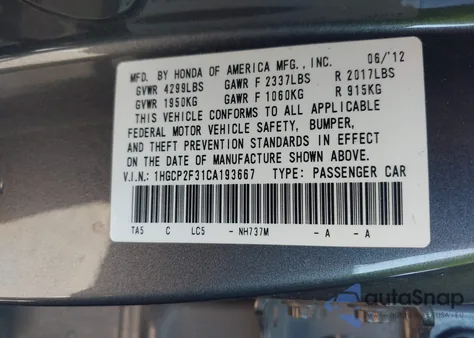 MFD. BY HONDA OF AMERICA MFG., INC. 06/12
GVWR 4299LBS GAWR F 2337LBS R 2017LBS
GVWR 1950KG GAWR F 1060KG R 915KG
THIS VEHICLE CONFORMS TO ALL APPLICABLE
FEDERAL MOTOR VEHICLE SAFETY, BUMPER,
AND THEFT PREVENTION STANDARDS IN EFFECT
ON THE DATE OF MANUFACTURE SHOWN ABOVE.
V.I.N.: 1HGCP2F31CA193667 TYPE: PASSENGER CAR
TA5 C LC5 - NH737M - A - A
autoSnap